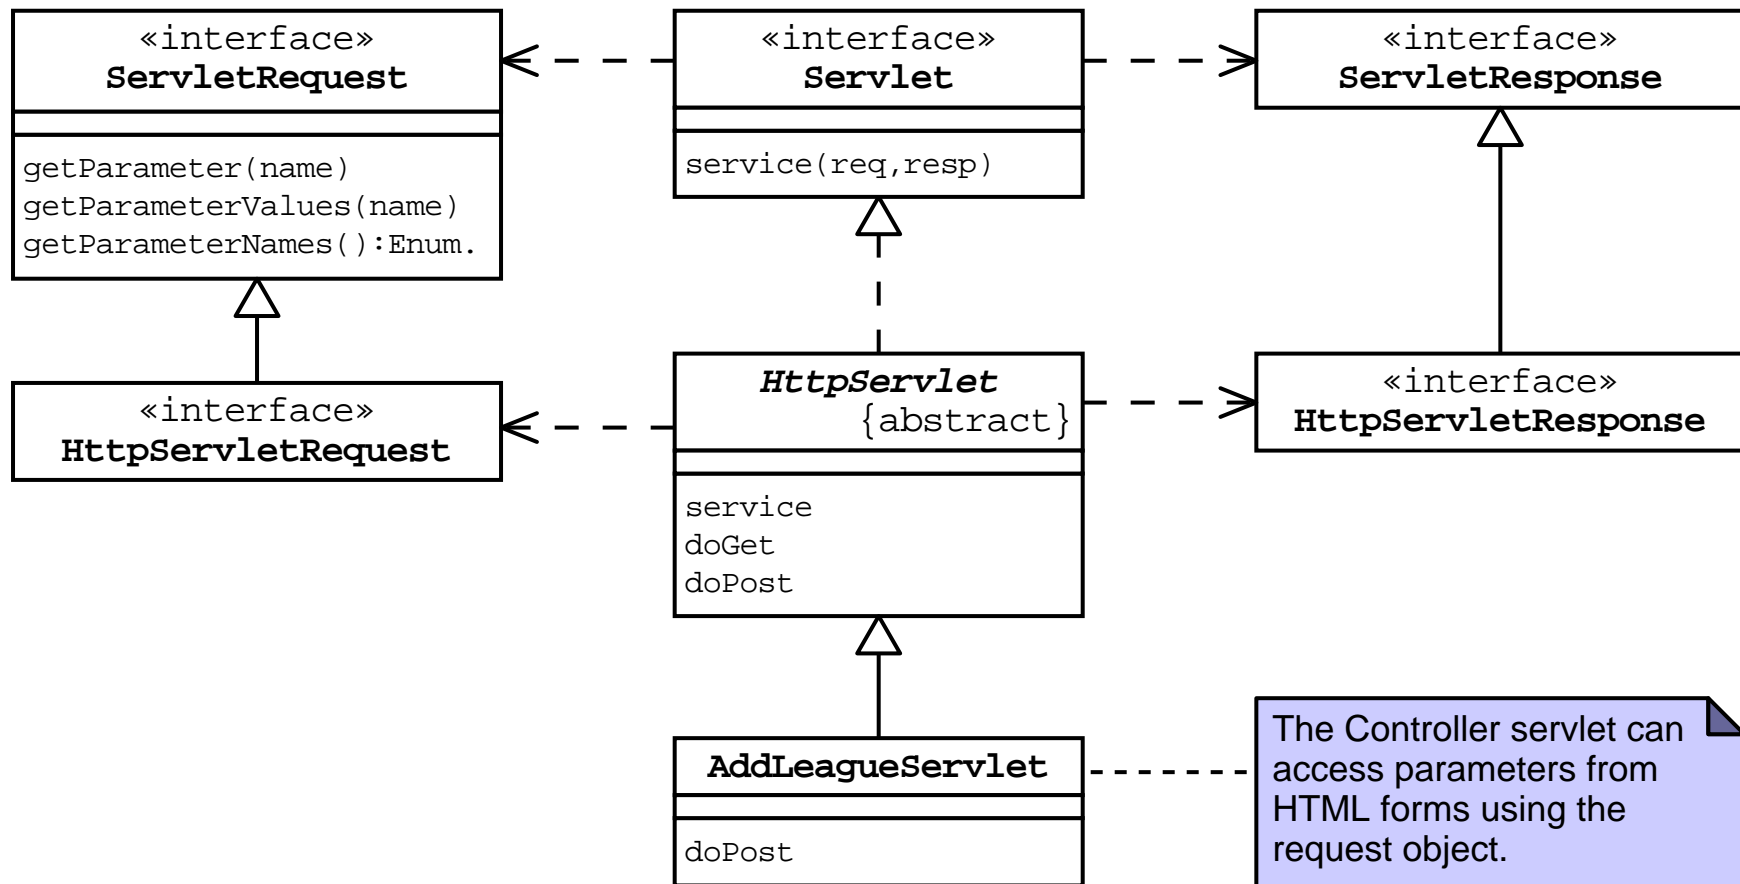 «interface»
ServletRequest
getParameter(name)
getParameterValues(name)
getParameterNames():Enum.
«interface»
Servlet
service(req,resp)
«interface»
ServletResponse
«interface»
HttpServletRequest
HttpServlet
{abstract}
service
doGet
doPost
«interface»
HttpServletResponse
AddLeagueServlet
doPost
The Controller servlet can
access parameters from
HTML forms using the
request object.